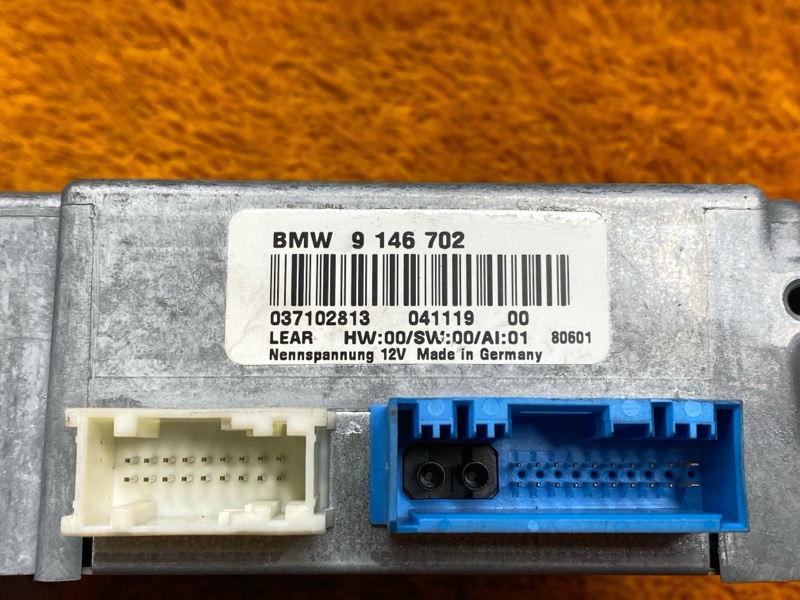 BMW 9 146 702
037102813 041119 00
LEAR HW:00/SW:00/AI:01 80601
Nennspannung 12V Made in Germany